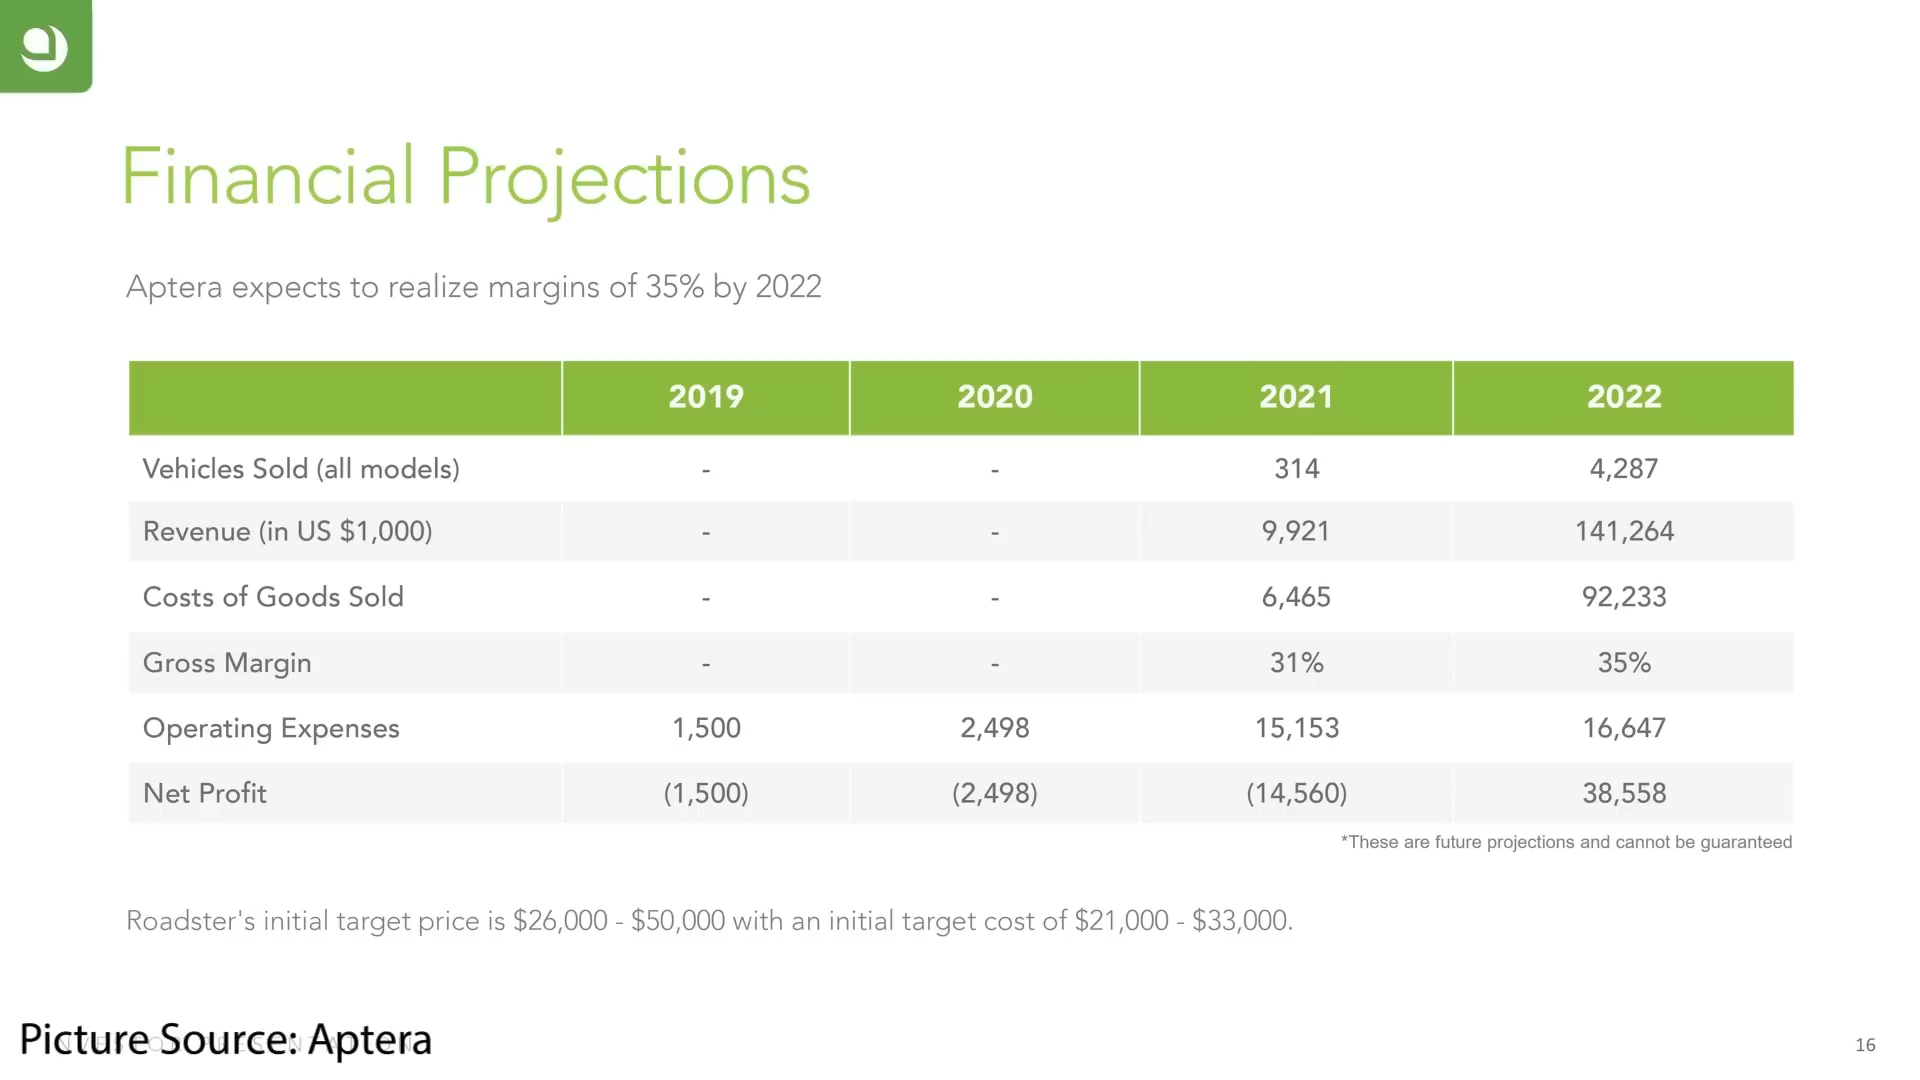 Financial Projections
Aptera expects to realize margins of 35% by 2022
2019 2020 2021 2022
Vehicles Sold (all models) - - 314 4,287
Revenue (in US $1,000) - - 9,921 141,264
Costs of Goods Sold - - 6,465 92,233
Gross Margin - - 31% 35%
Operating Expenses 1,500 2,498 15,153 16,647
Net Profit (1,500) (2,498) (14,560) 38,558
*These are future projections and cannot be guaranteed
Roadster's initial target price is $26,000 - $50,000 with an initial target cost of $21,000 - $33,000.
Picture Source: Aptera
16